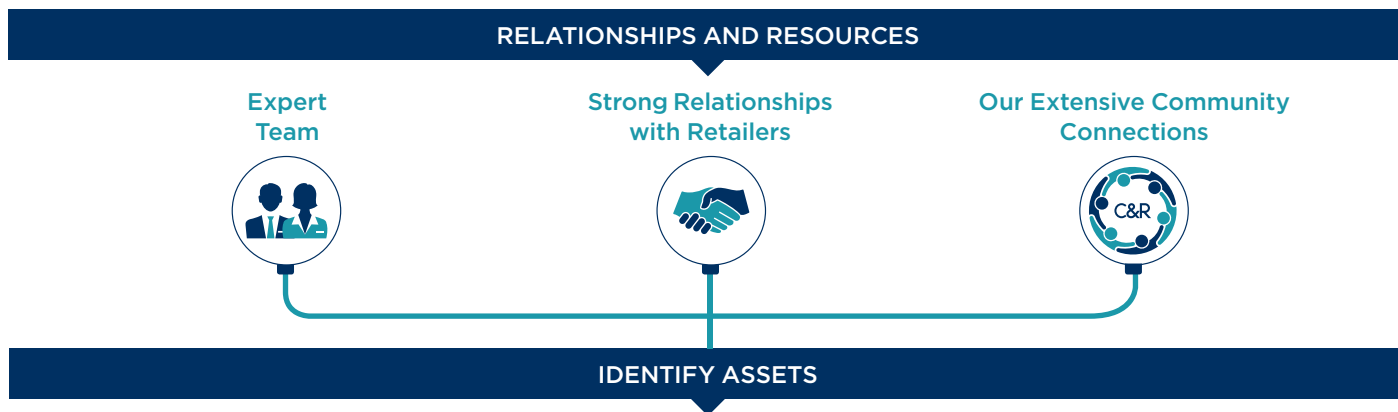 RELATIONSHIPS AND RESOURCES
Expert
Team
Strong Relationships
with Retailers
Our Extensive Community
Connections
C&R
IDENTIFY ASSETS